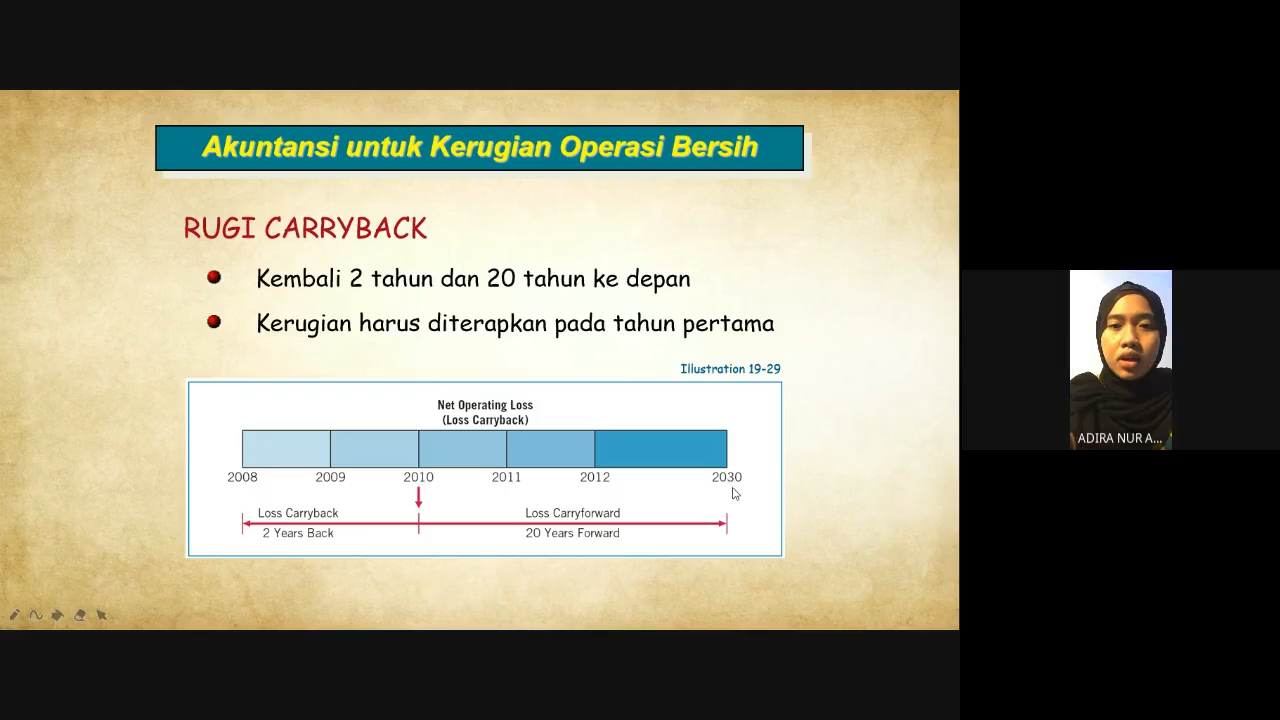 Akuntansi untuk Kerugian Operasi Bersih
RUGI CARRYBACK
Kembali 2 tahun dan 20 tahun ke depan
Kerugian harus diterapkan pada tahun pertama
Illustration 19-29
Net Operating Loss
(Loss Carryback)
2008 2009 2010 2011 2012 2030
Loss Carryback Loss Carryforward
2 Years Back 20 Years Forward
ADIRA NUR A...